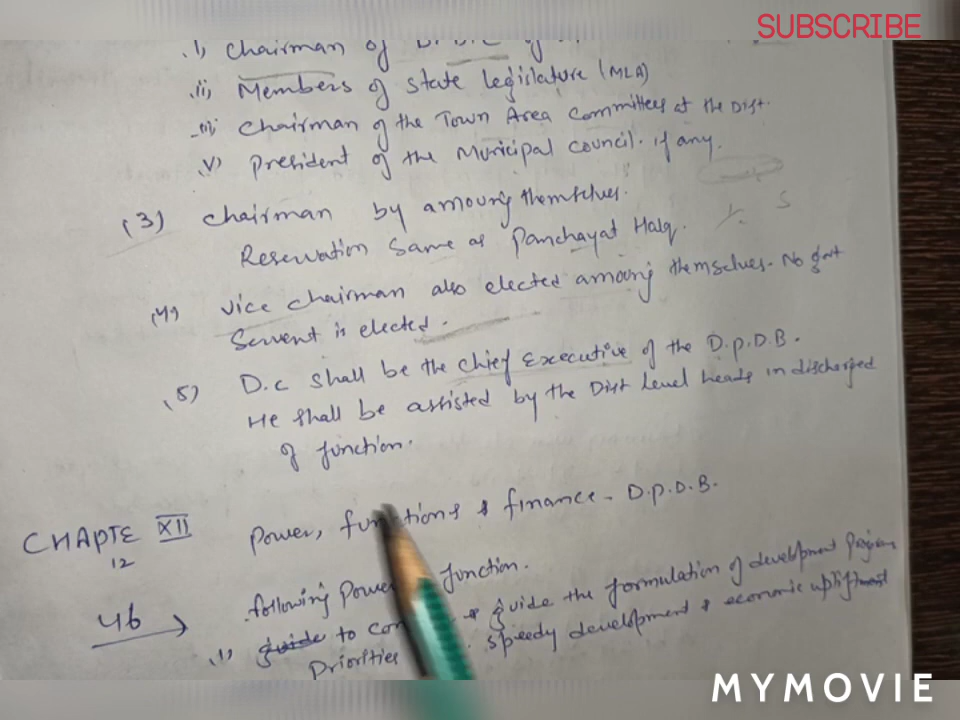 SUBSCRIBE
(i) Chairman of
(ii) Members of state legislature (MLA)
(iii) Chairman of the Town Area Committees at the Dist.
(v) President of the Municipal Council. if any.
(3) Chairman by among themselves.
Reservation same as Panchayat Halq.
(4) Vice Chairman also elected among themselves. No govt
Servent is elected.
(5) D.C shall be the chief Executive of the D.P.D.B.
He shall be assisted by the Dist level heads in discharged
of function.
CHAPTE XII Power, functions & finance - D.P.D.B.
12
46 following Power function.
(1) guide to & guide the formulation of development Program
Priorities speedy development & economic upliftment
MYMOVIE